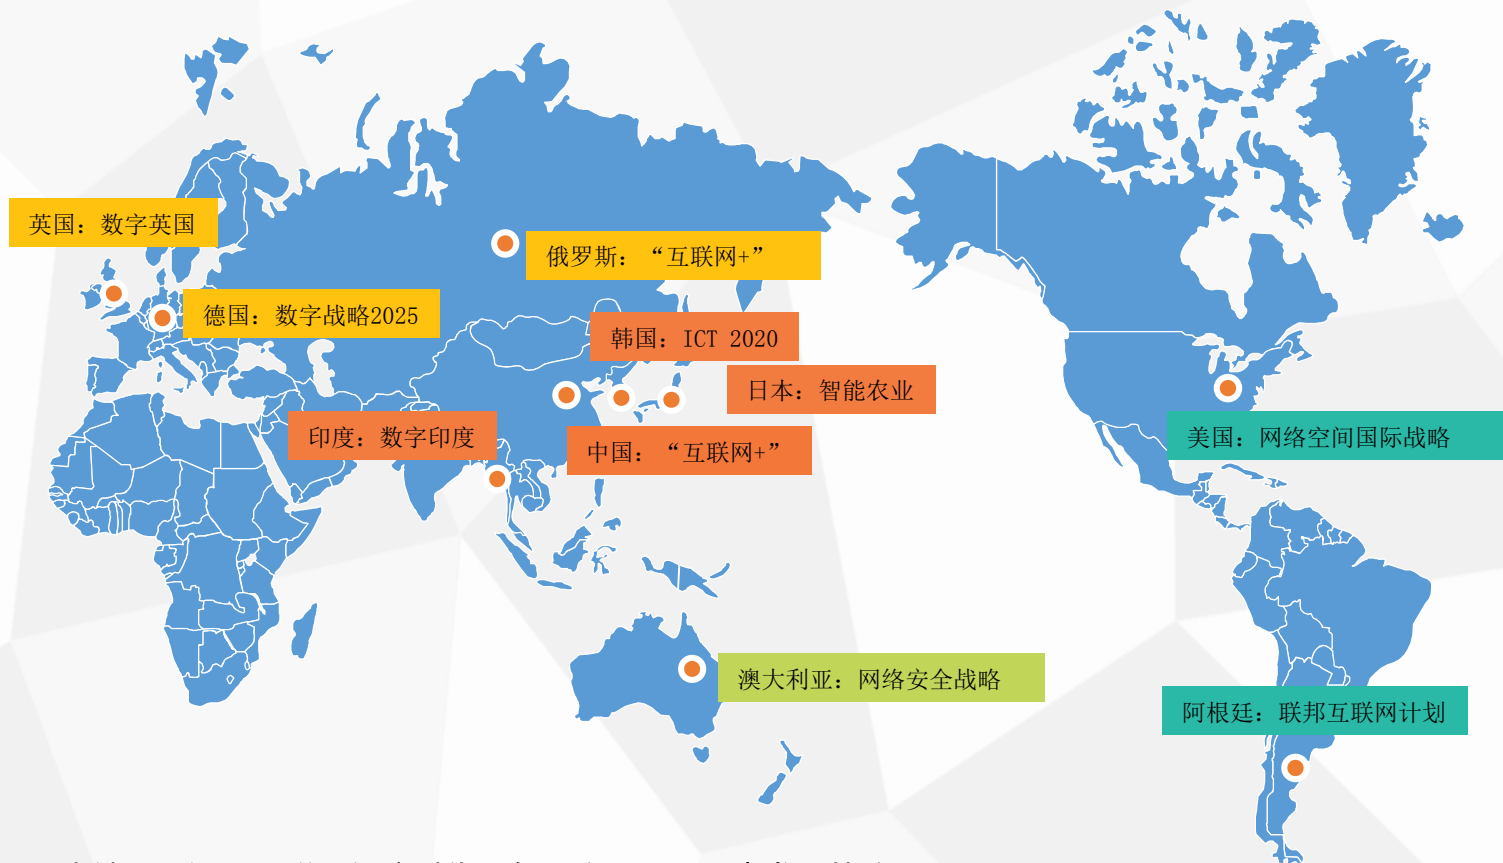 英国：数字英国
俄罗斯：“互联网+”
德国：数字战略2025
韩国：ICT 2020
日本：智能农业
印度：数字印度
中国：“互联网+”
美国：网络空间国际战略
澳大利亚：网络安全战略
阿根廷：联邦互联网计划